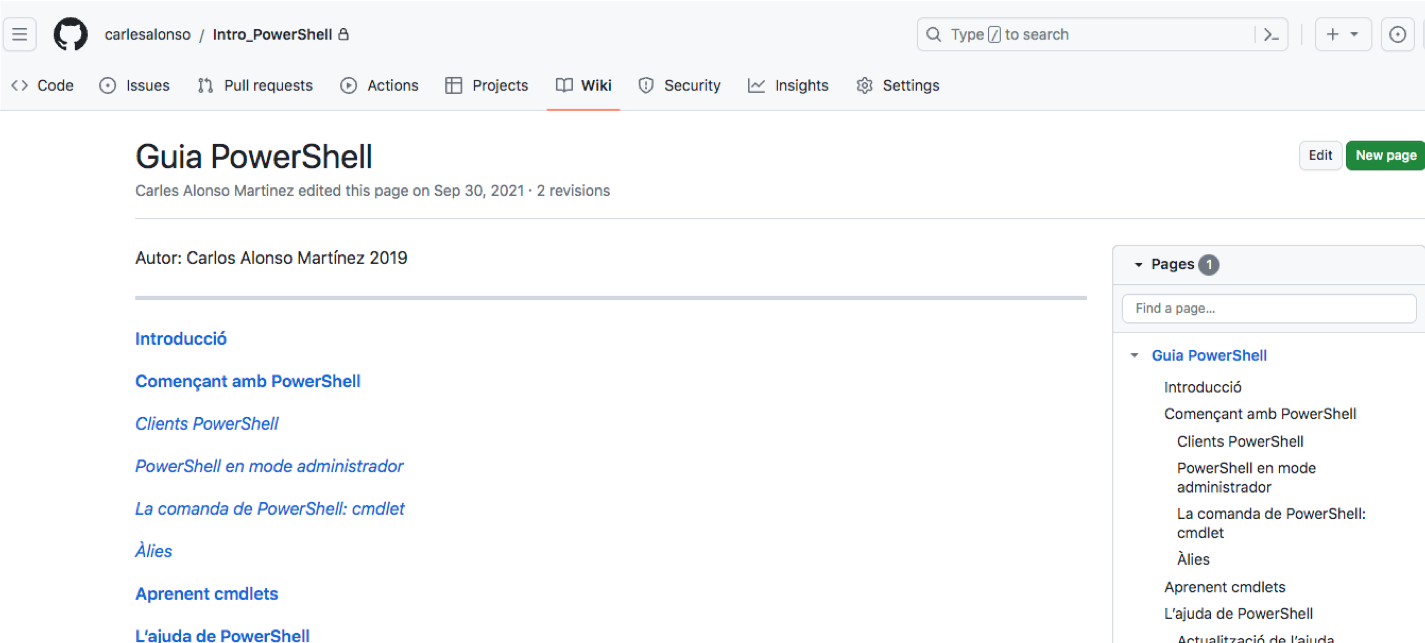 carlesalonso / Intro_PowerShell
Type / to search
Code Issues Pull requests Actions Projects Wiki Security Insights Settings
Guia PowerShell
Edit New page
Carles Alonso Martinez edited this page on Sep 30, 2021 · 2 revisions
Autor: Carlos Alonso Martínez 2019
Introducció
Començant amb PowerShell
Clients PowerShell
PowerShell en mode administrador
La comanda de PowerShell: cmdlet
Àlies
Aprenent cmdlets
L'ajuda de PowerShell
Pages 1
Find a page...
Guia PowerShell
Introducció
Començant amb PowerShell
Clients PowerShell
PowerShell en mode
administrador
La comanda de PowerShell:
cmdlet
Àlies
Aprenent cmdlets
L'ajuda de PowerShell
Actualització de l'ajuda